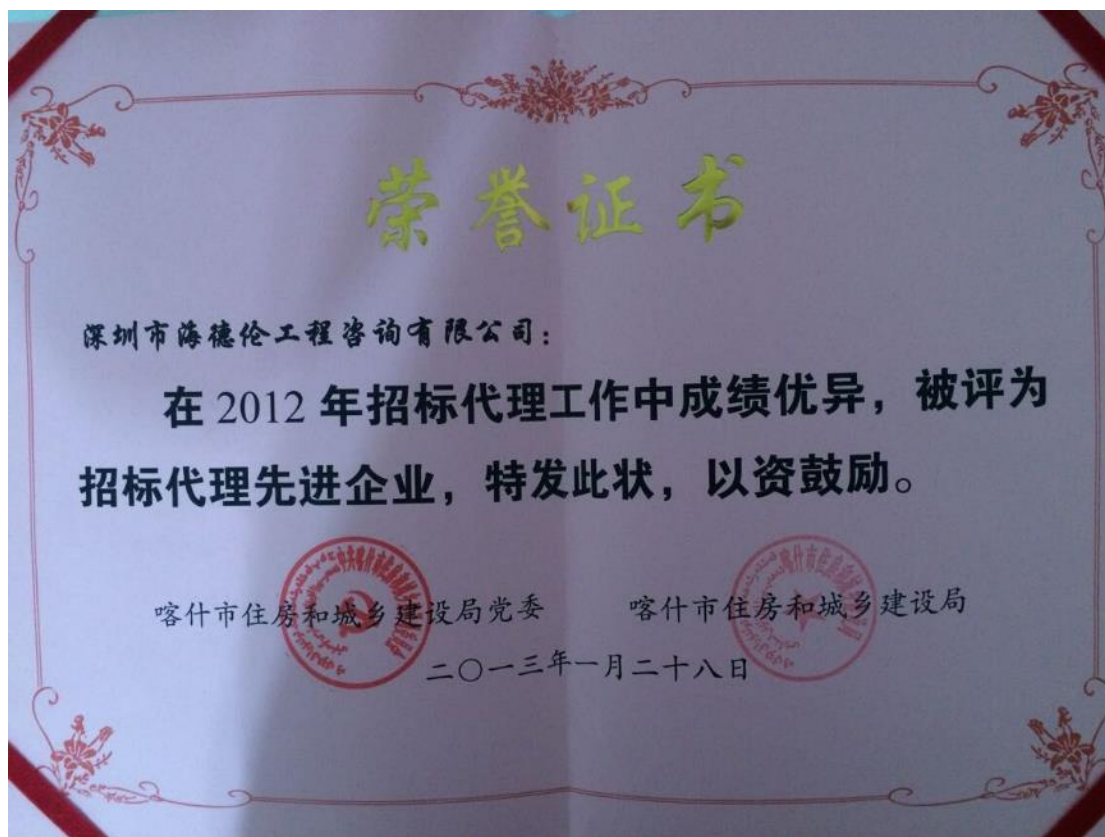 荣誉证书
深圳市海德伦工程咨询有限公司：
在2012年招标代理工作中成绩优异，被评为
招标代理先进企业，特发此状，以资鼓励。
喀什市住房和城乡建设局党委 喀什市住房和城乡建设局
二〇一三年一月二十八日